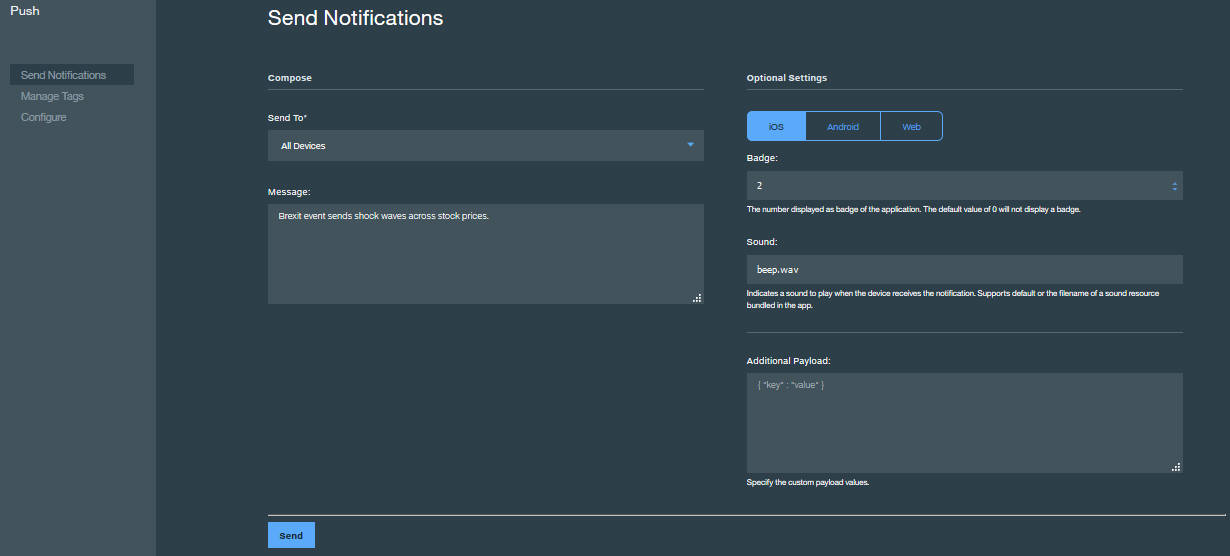 Push
Send Notifications
Manage Tags
Configure
Send Notifications
Compose
Send To*
All Devices
Message:
Brexit event sends shock waves across stock prices.
Optional Settings
iOS
Android
Web
Badge:
2
The number displayed as badge of the application. The default value of 0 will not display a badge.
Sound:
beep.wav
Indicates a sound to play when the device receives the notification. Supports default or the filename of a sound resource
bundled in the app.
Additional Payload:
{ "key" : "value" }
Specify the custom payload values.
Send